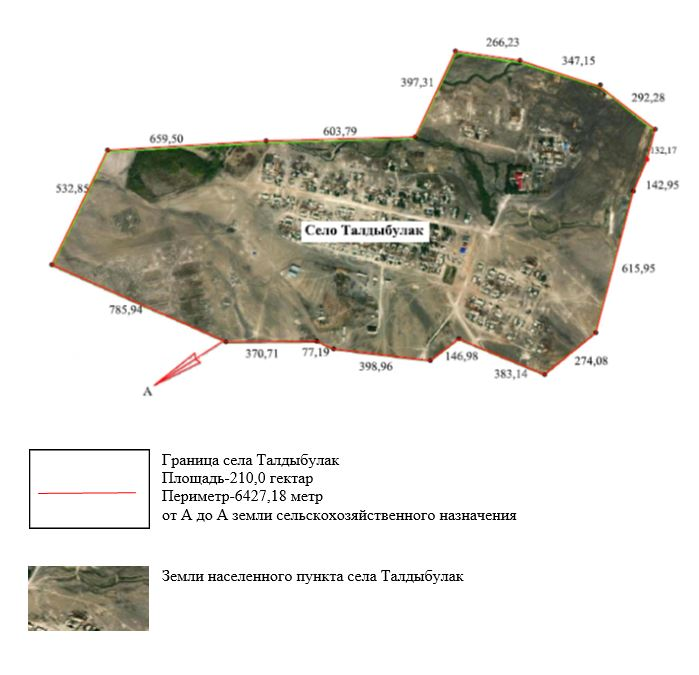 266,23
347,15
397,31
292,28
603,79
659,50
132,17
532,85
142,95
Село Талдыбулак
615,95
785,94
146,98
370,71
77,19
274,08
398,96
383,14
А
Граница села Талдыбулак
Площадь-210,0 гектар
Периметр-6427,18 метр
от А до А земли сельскохозяйственного назначения
Земли населенного пункта села Талдыбулак